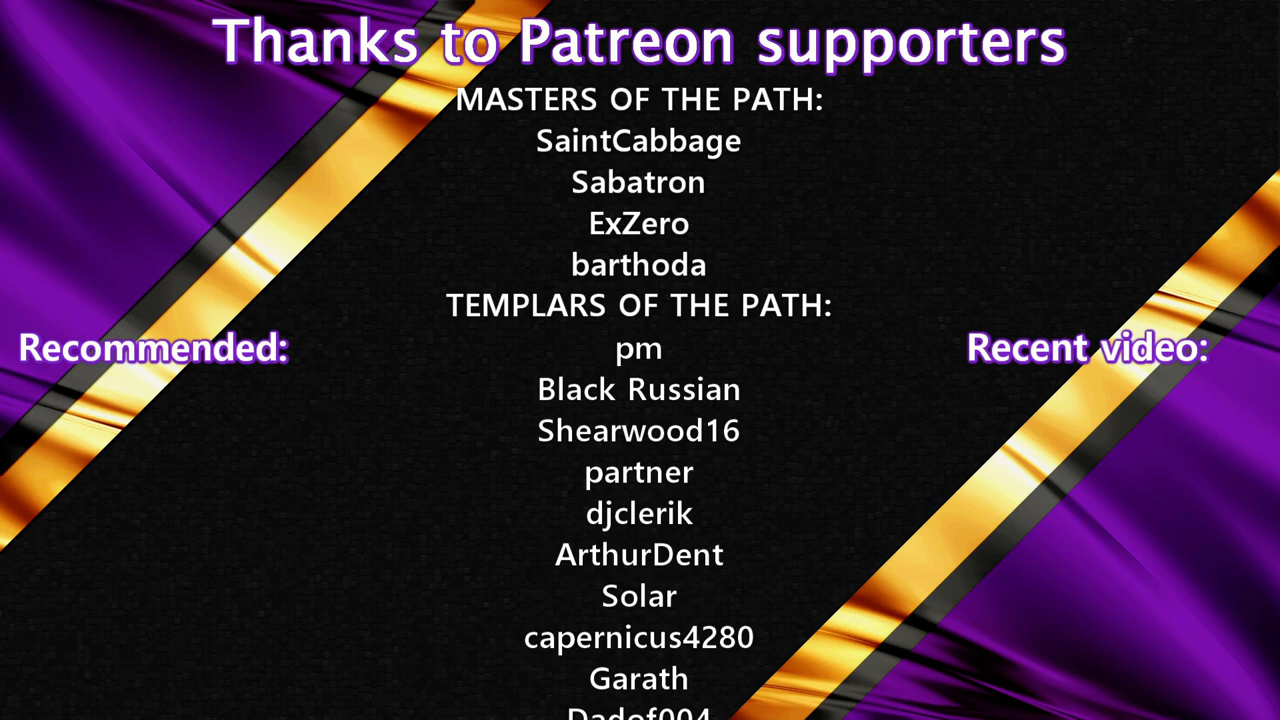 Thanks to Patreon supporters
MASTERS OF THE PATH:
SaintCabbage
Sabatron
ExZero
barthoda
TEMPLARS OF THE PATH:
Recommended:
Recent video:
pm
Black Russian
Shearwood16
partner
djclerik
ArthurDent
Solar
capernicus4280
Garath